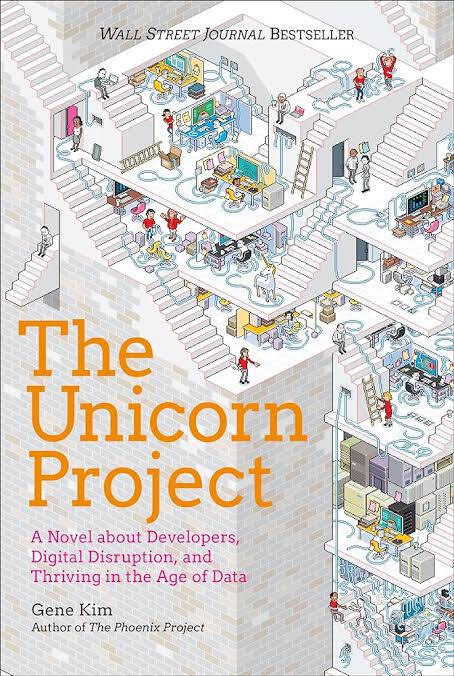 WALL STREET JOURNAL BESTSELLER
The
Unicorn
Project
A Novel about Developers,
Digital Disruption, and
Thriving in the Age of Data
Gene Kim
Author of The Phoenix Project